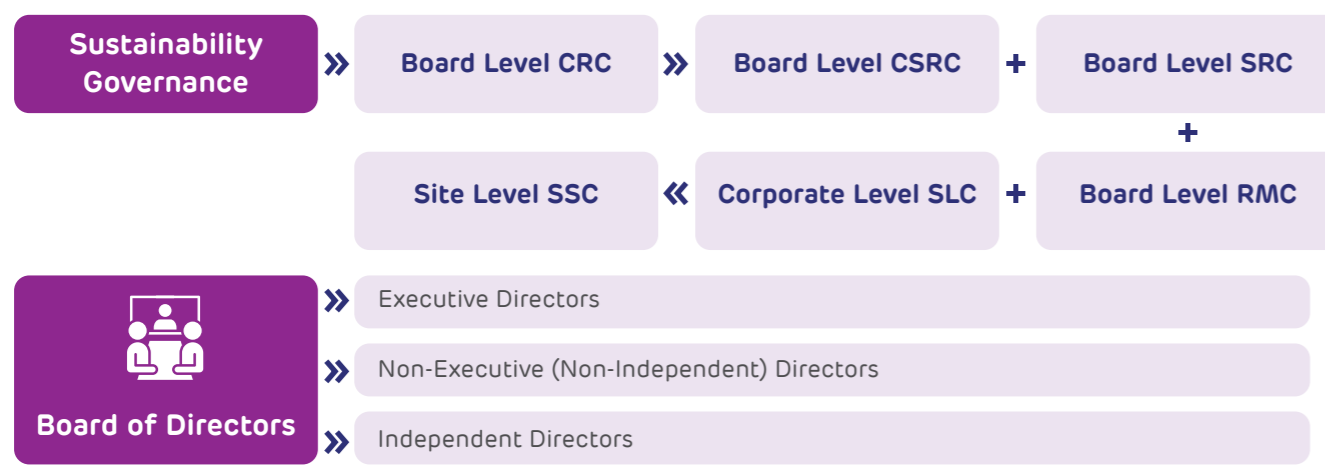 Sustainability
Governance
» Board Level CRC » Board Level CSRC + Board Level SRC
+
Site Level SSC « Corporate Level SLC + Board Level RMC
Board of Directors
» Executive Directors
» Non-Executive (Non-Independent) Directors
» Independent Directors